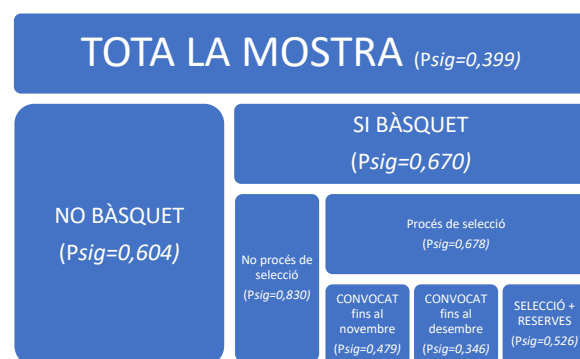 TOTA LA MOSTRA (Psig=0,399)
SI BÀSQUET
(Psig=0,670)
NO BÀSQUET
(Psig=0,604)
No procés de
selecció
(Psig=0,830)
Procés de selecció
(Psig=0,678)
CONVOCAT
fins al
novembre
(Psig=0,479)
CONVOCAT
fins al
desembre
(Psig=0,346)
SELECCIÓ +
RESERVES
(Psig=0,526)